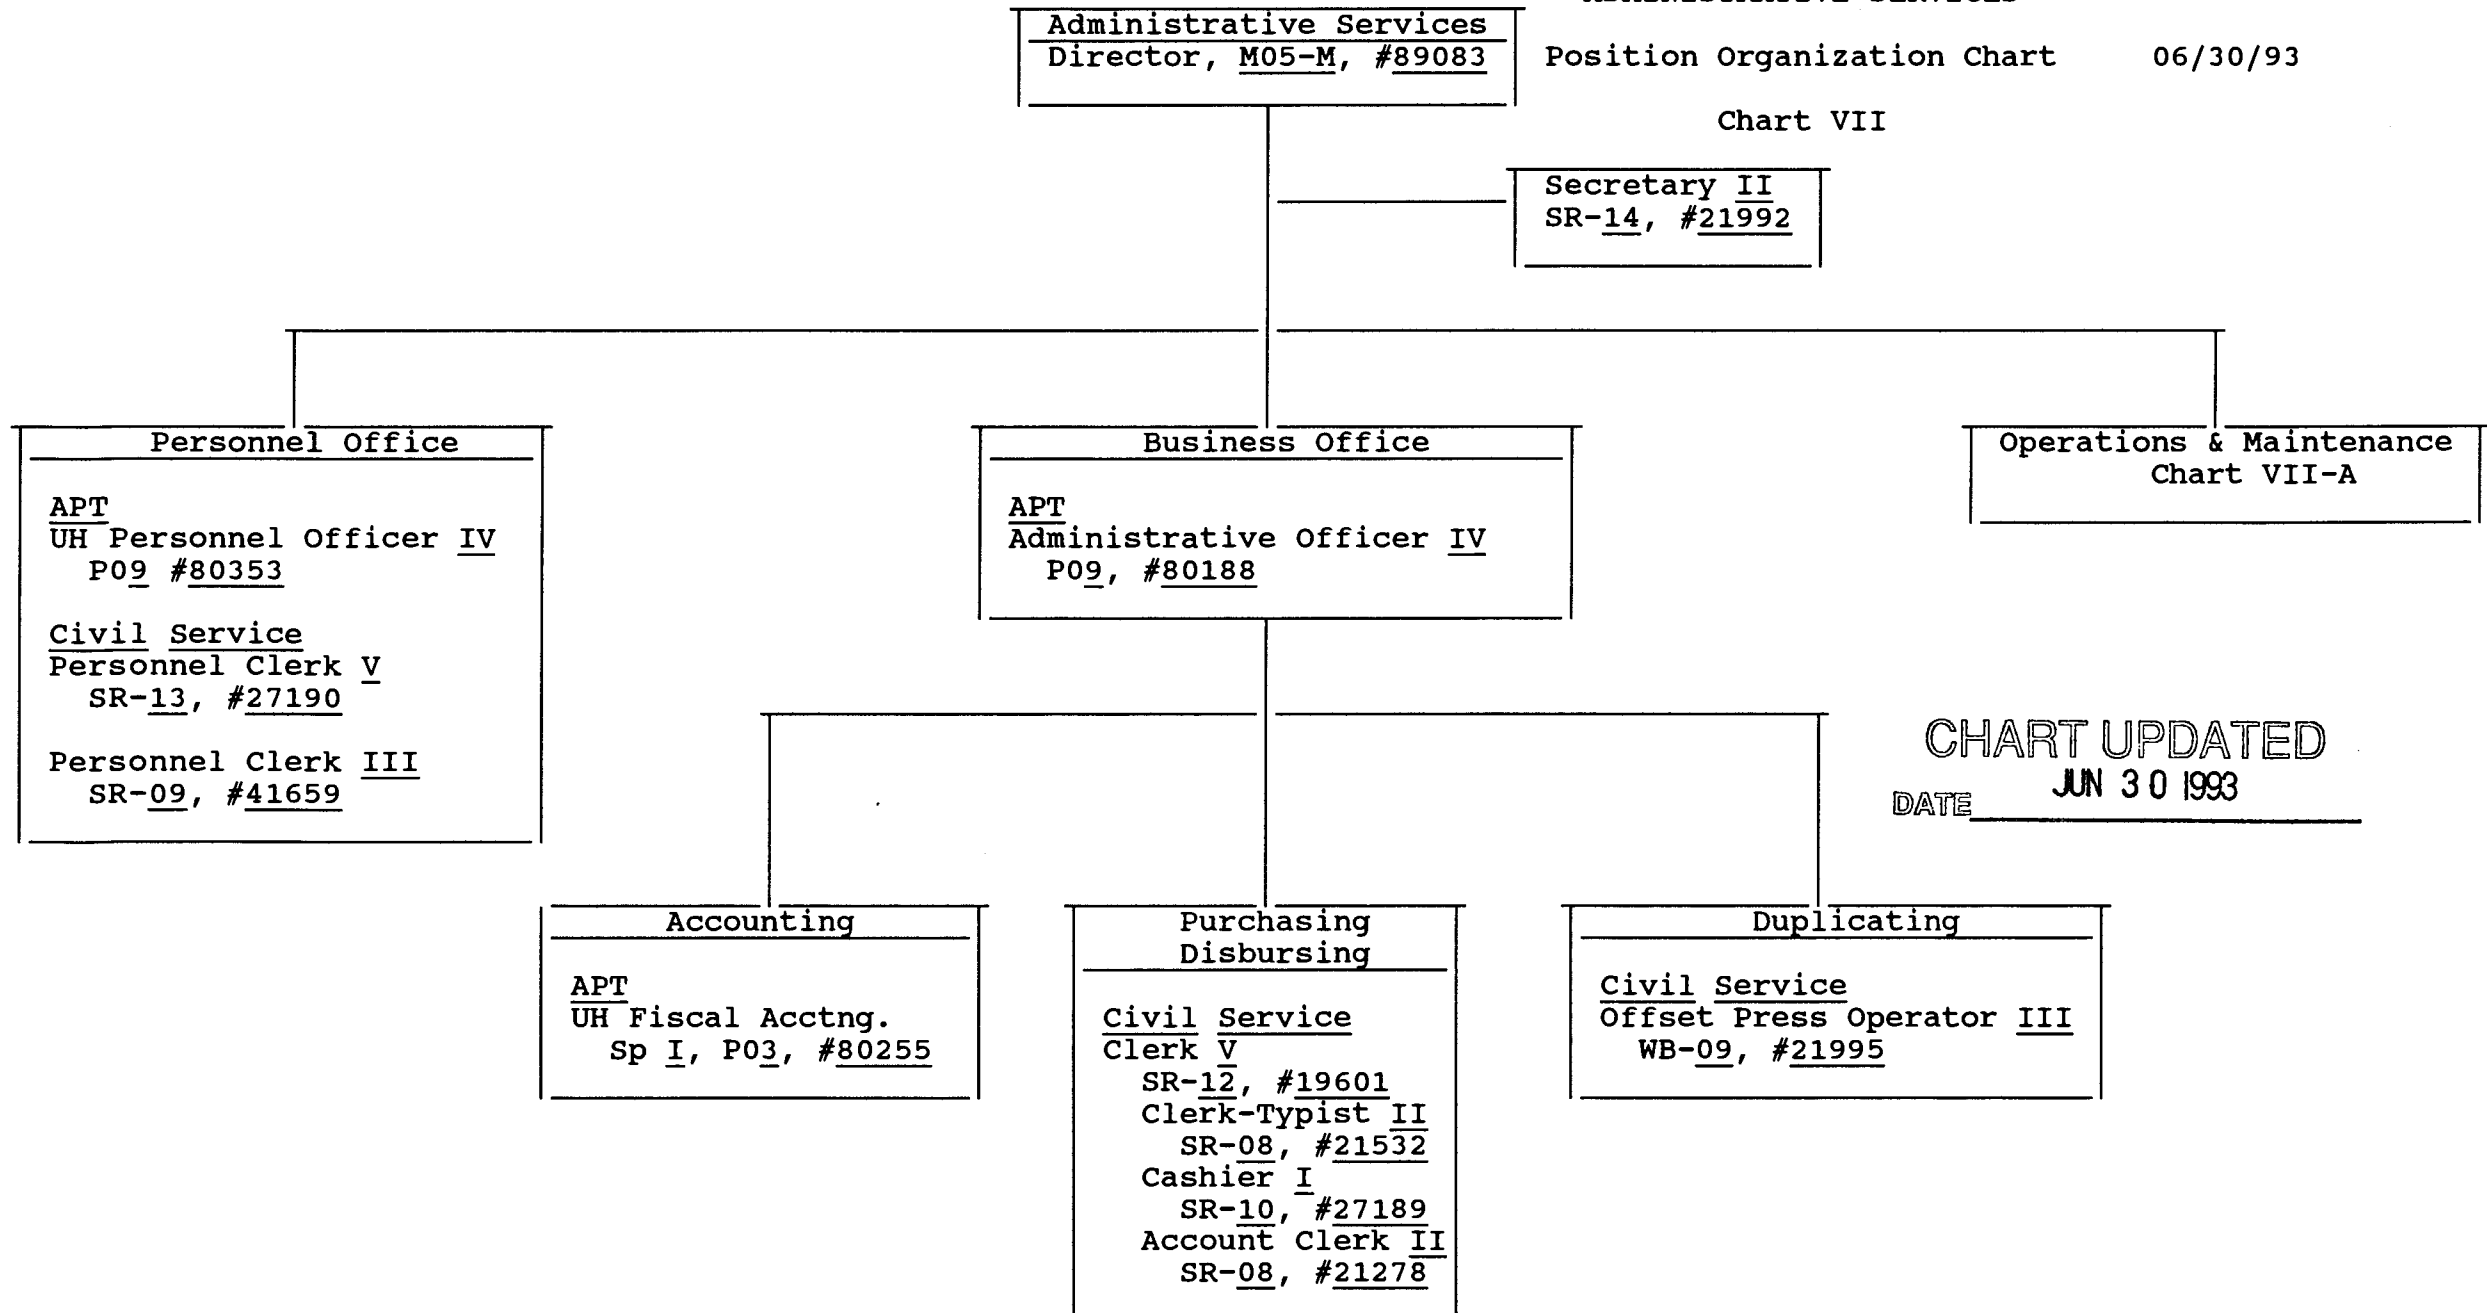 Administrative Services
Director, M05-M, #89083
Position Organization Chart 06/30/93
Chart VII
Secretary II
SR-14, #21992
Personnel Office
APT
UH Personnel Officer IV
P09 #80353
Civil Service
Personnel Clerk V
SR-13, #27190
Personnel Clerk III
SR-09, #41659
Business Office
APT
Administrative Officer IV
P09, #80188
Operations & Maintenance
Chart VII-A
CHART UPDATED
DATE JUN 30 1993
Accounting
APT
UH Fiscal Acctng.
Sp I, P03, #80255
Purchasing
Disbursing
Civil Service
Clerk V
SR-12, #19601
Clerk-Typist II
SR-08, #21532
Cashier I
SR-10, #27189
Account Clerk II
SR-08, #21278
Duplicating
Civil Service
Offset Press Operator III
WB-09, #21995